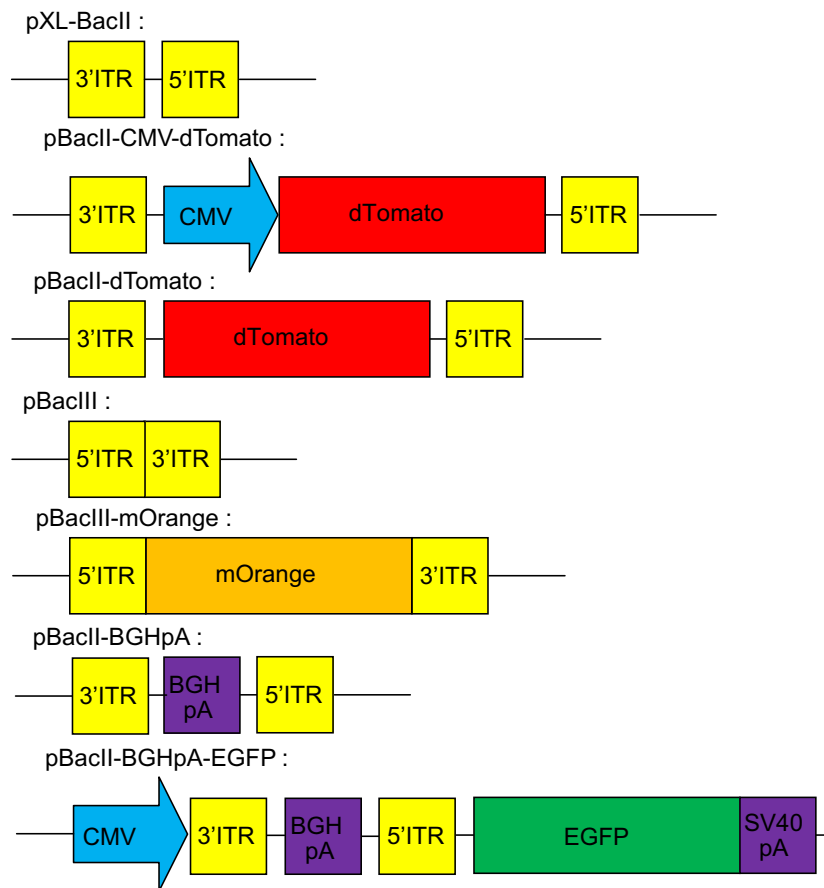 pXL-BacII :
3’ITR 5’ITR
pBacII-CMV-dTomato :
3’ITR CMV dTomato 5’ITR
pBacII-dTomato :
3’ITR dTomato 5’ITR
pBacIII :
5’ITR 3’ITR
pBacIII-mOrange :
5’ITR mOrange 3’ITR
pBacII-BGHpA :
3’ITR BGH pA 5’ITR
pBacII-BGHpA-EGFP :
CMV 3’ITR BGH pA 5’ITR EGFP SV40 pA